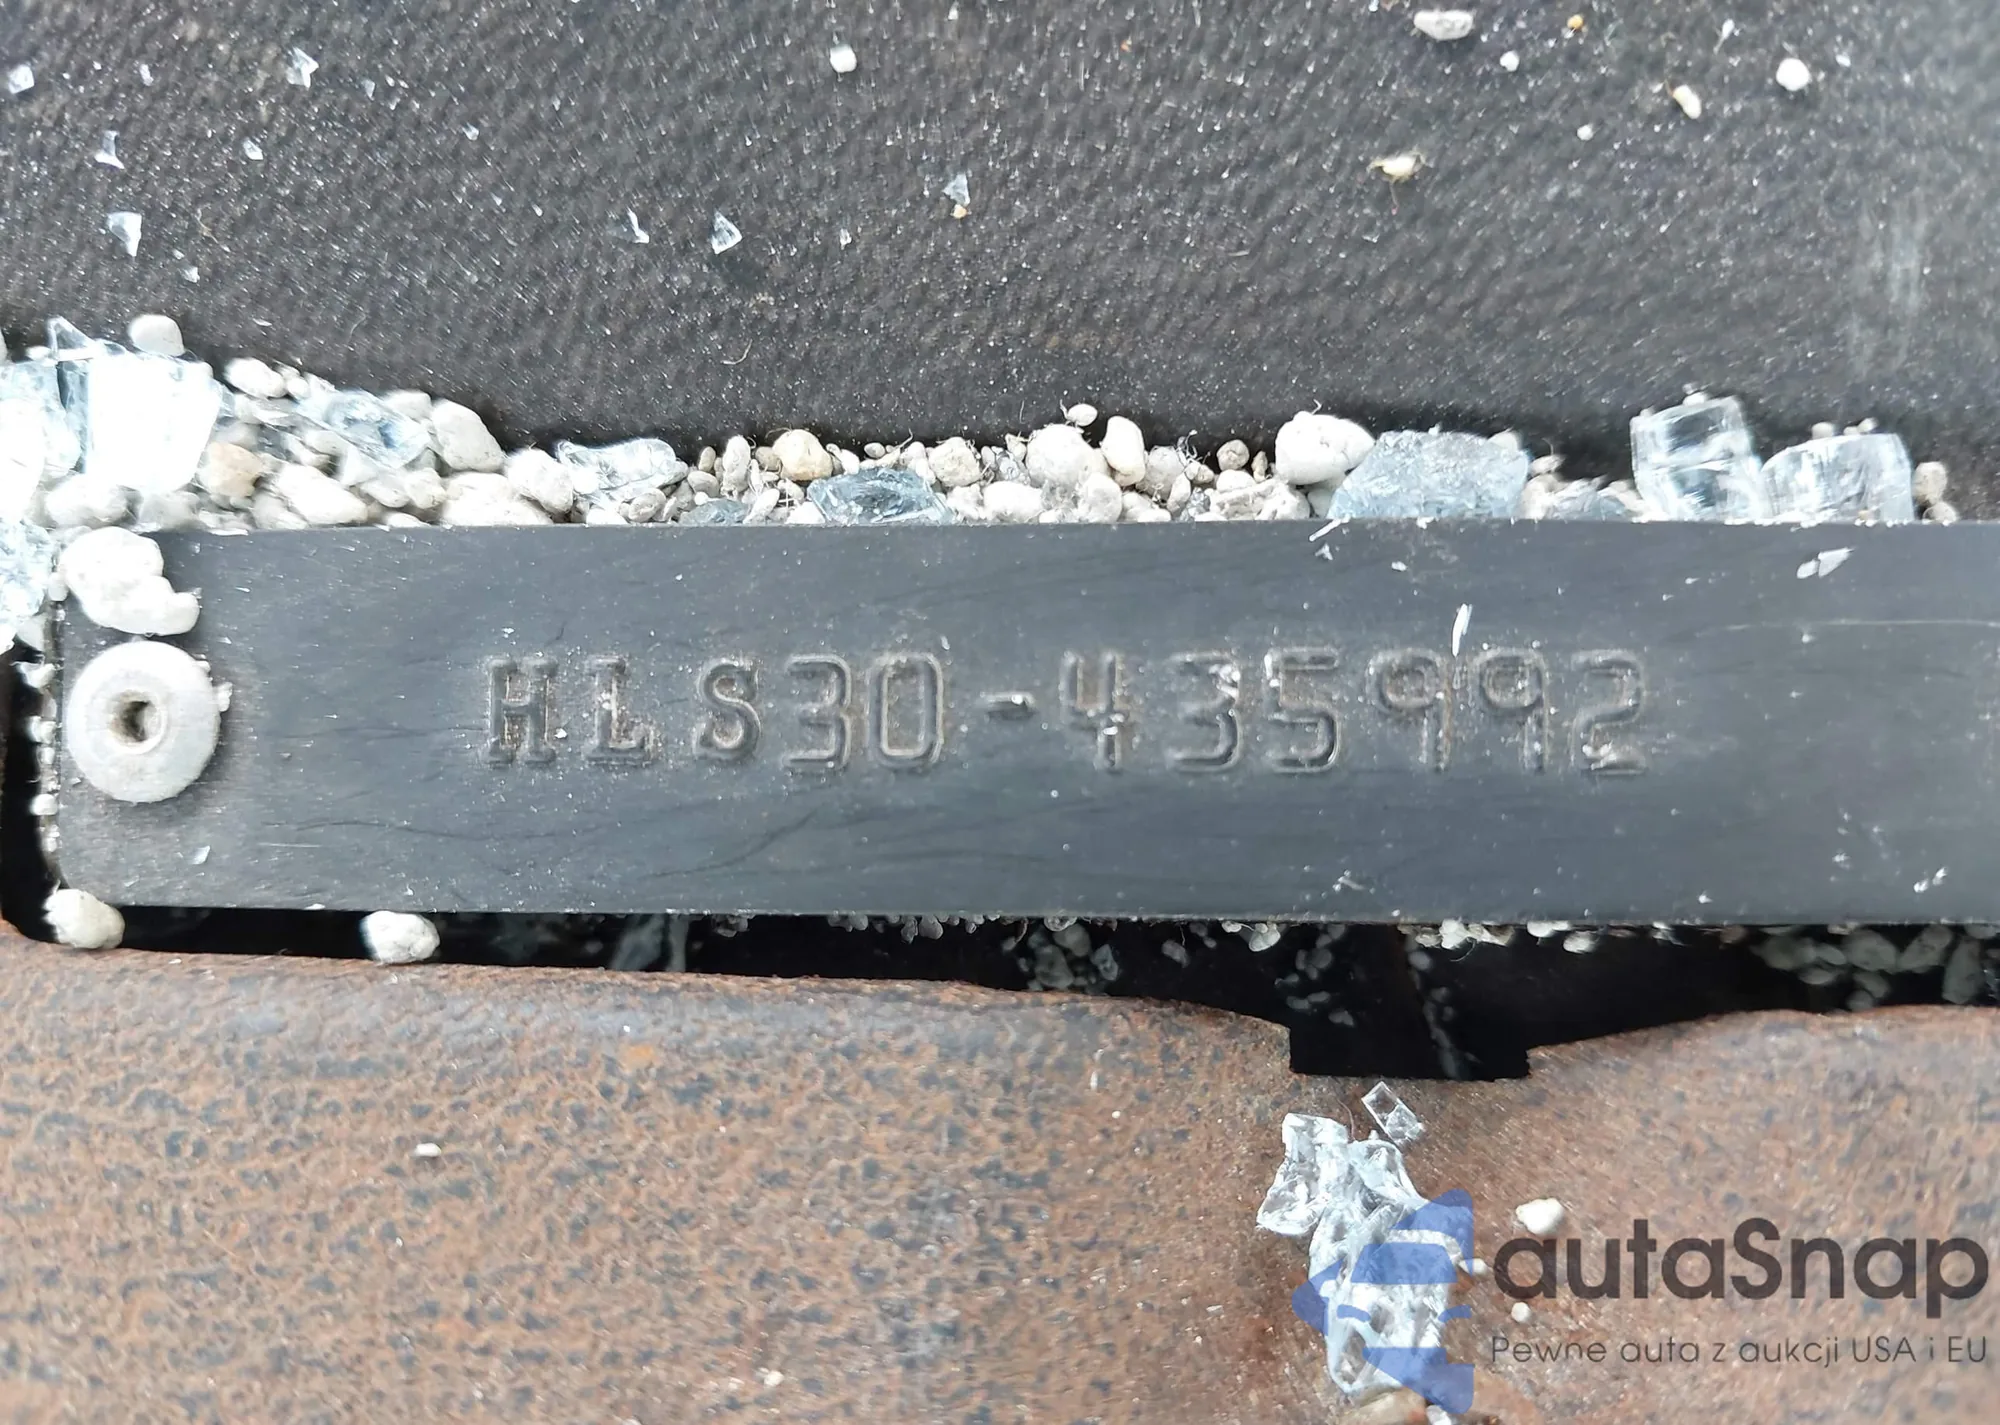 HLS30-435992
autaSnap
Pewne auta z aukcji USA i EU